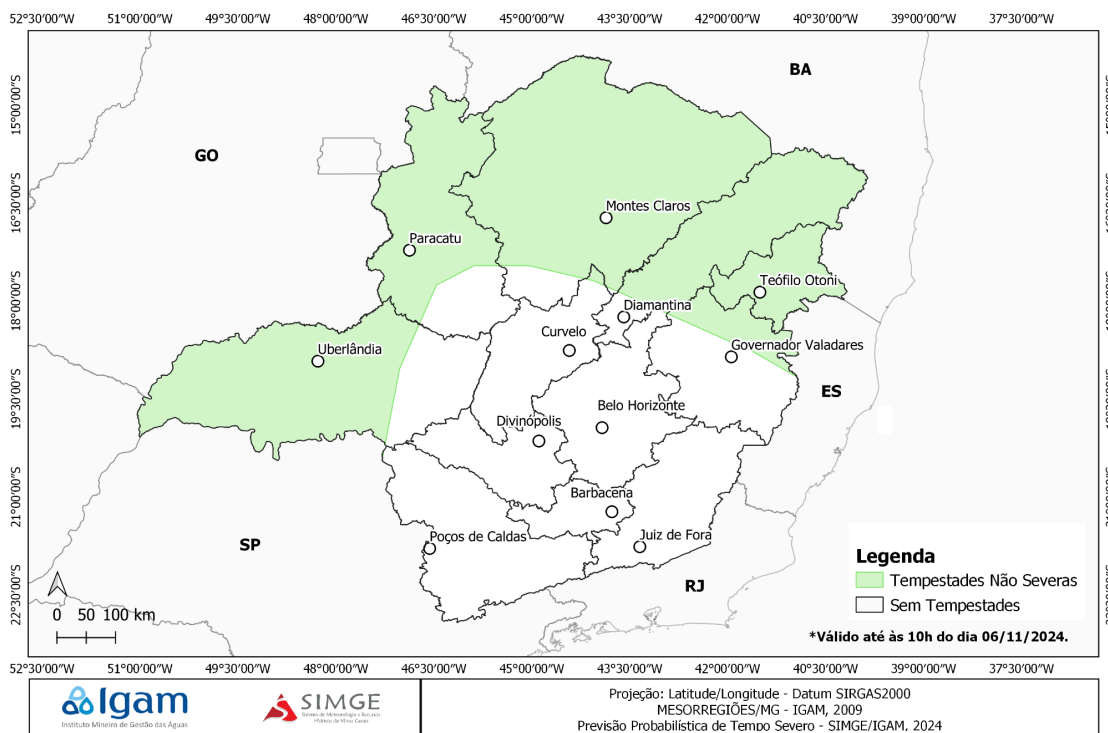 52°30′00″W 51°00′00″W 49°30′00″W 48°00′00″W 46°30′00″W 45°00′00″W 43°30′00″W 42°00′00″W 40°30′00″W 39°00′00″W 37°30′00″W
15°00′00″S
16°30′00″S
18°00′00″S
19°30′00″S
21°00′00″S
22°30′00″S
BA
GO
Montes Claros
Paracatu
Teófilo Otoni
Diamantina
Curvelo
Governador Valadares
Uberlândia
ES
Belo Horizonte
Divinópolis
Barbacena
Poços de Caldas
Juiz de Fora
SP
RJ
Legenda
Tempestades Não Severas
Sem Tempestades
0 50 100 km
*Válido até às 10h do dia 06/11/2024.
52°30′00″W 51°00′00″W 49°30′00″W 48°00′00″W 46°30′00″W 45°00′00″W 43°30′00″W 42°00′00″W 40°30′00″W 39°00′00″W 37°30′00″W
Igam
Instituto Mineiro de Gestão das Águas
SIMGE
Sistema de Meteorologia e Recursos
Hídricos de Minas Gerais
Projeção: Latitude/Longitude - Datum SIRGAS2000
MESORREGIÕES/MG - IGAM, 2009
Previsão Probabilística de Tempo Severo - SIMGE/IGAM, 2024